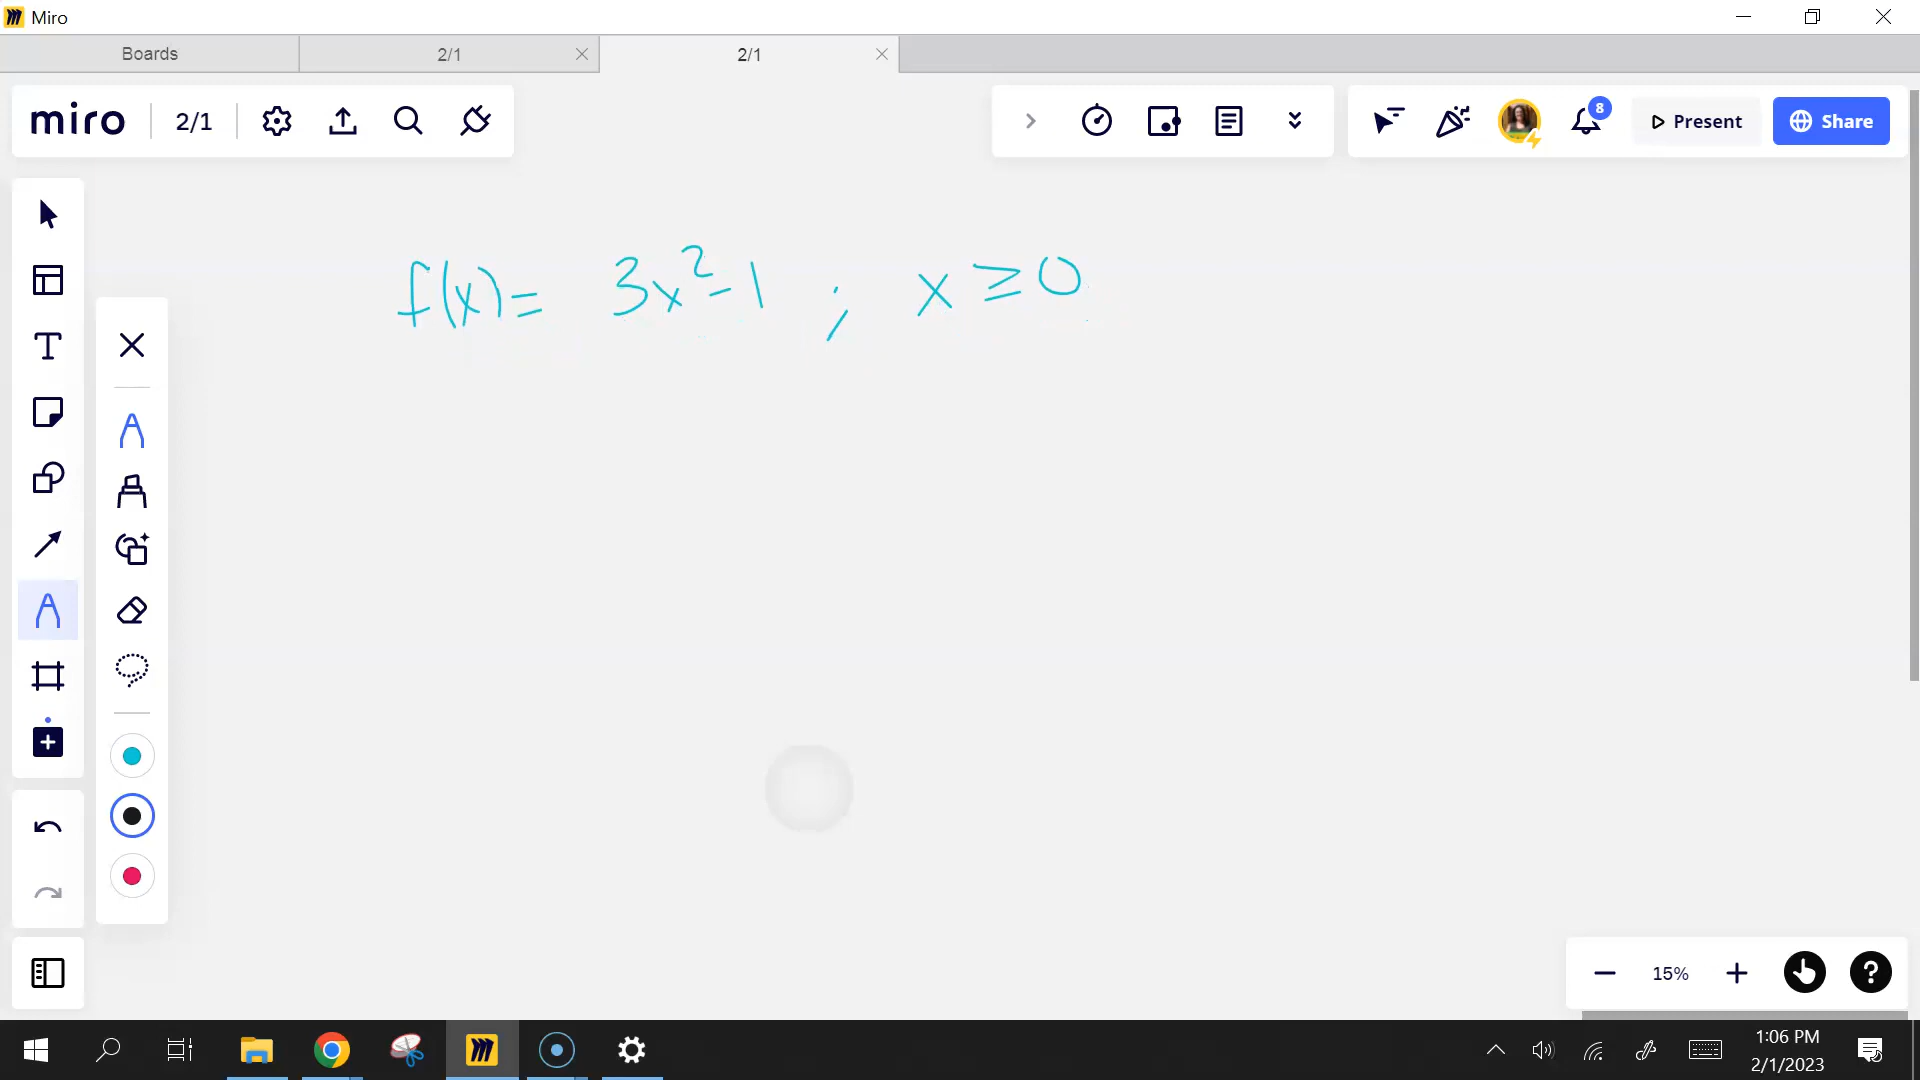 Miro
Boards 2/1 2/1
miro 2/1 8 Present Share
f(x) = 3x²-1 ; x ≥ 0
15% ?
1:06 PM
2/1/2023